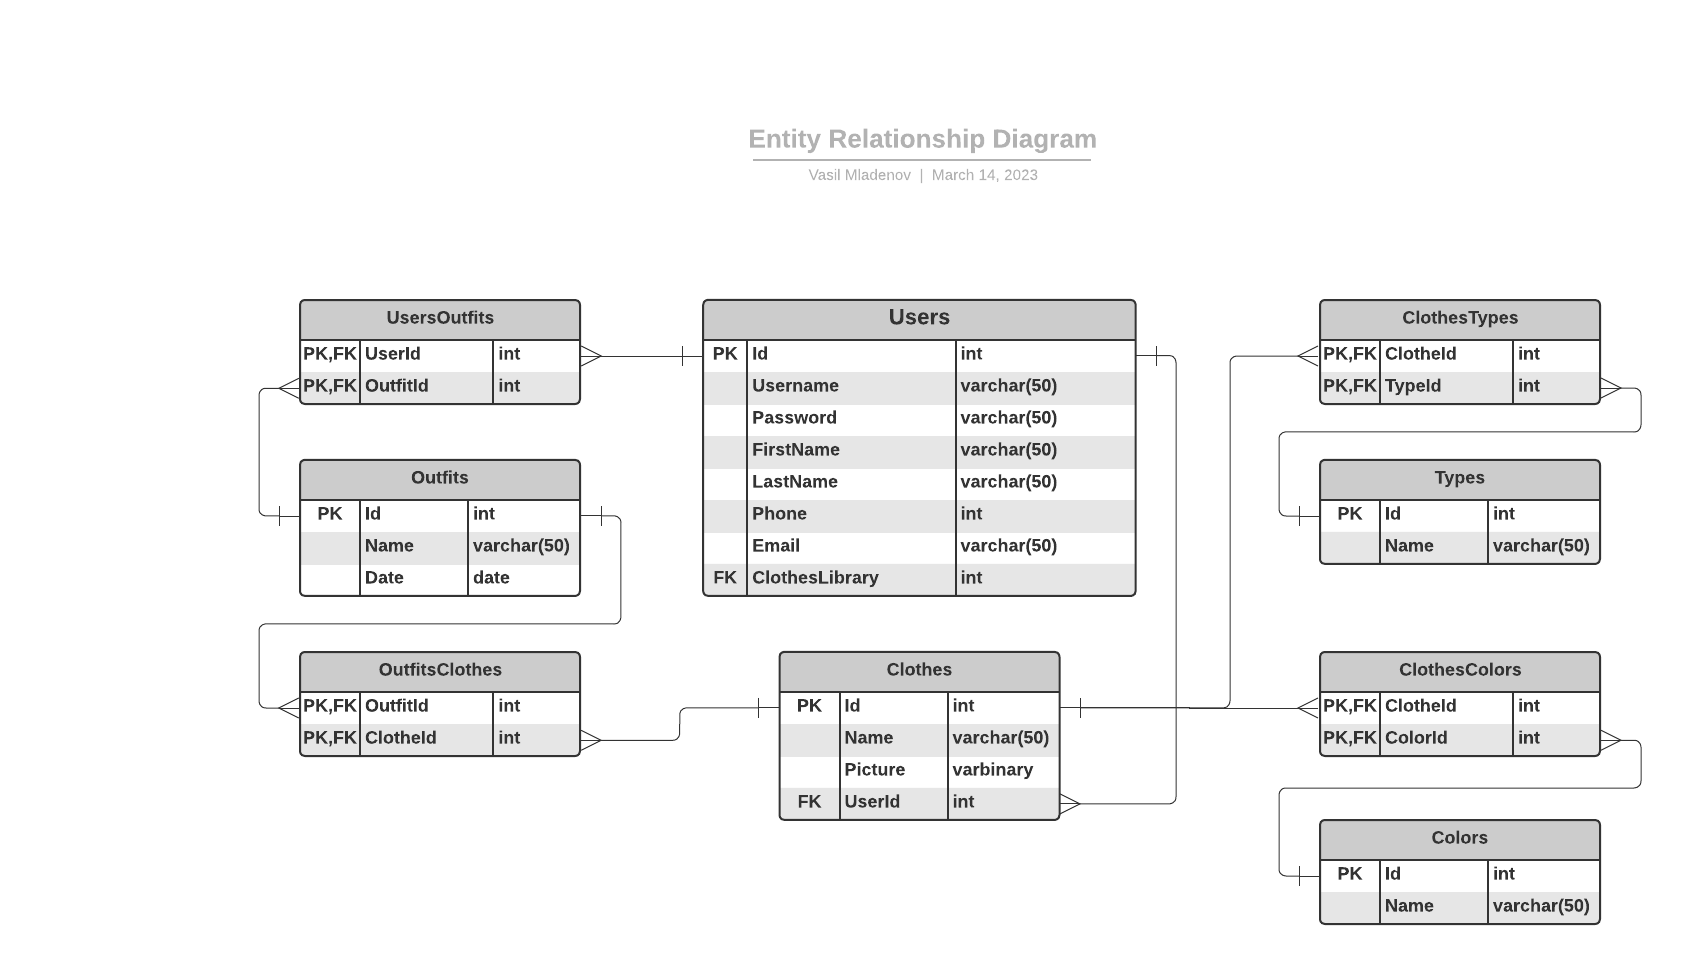 Entity Relationship Diagram
Vasil Mladenov | March 14, 2023
UsersOutfits
PK,FK UserId int
PK,FK OutfitId int
Outfits
PK Id int
Name varchar(50)
Date date
OutfitsClothes
PK,FK OutfitId int
PK,FK ClotheId int
Users
PK Id int
Username varchar(50)
Password varchar(50)
FirstName varchar(50)
LastName varchar(50)
Phone int
Email varchar(50)
FK ClothesLibrary int
Clothes
PK Id int
Name varchar(50)
Picture varbinary
FK UserId int
ClothesTypes
PK,FK ClotheId int
PK,FK TypeId int
Types
PK Id int
Name varchar(50)
ClothesColors
PK,FK ClotheId int
PK,FK ColorId int
Colors
PK Id int
Name varchar(50)